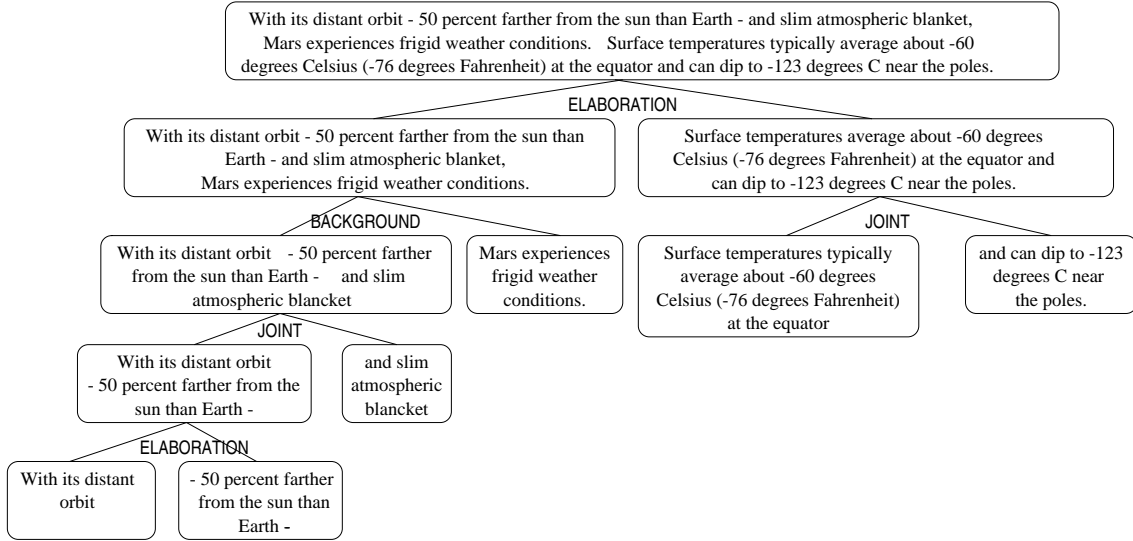 With its distant orbit - 50 percent farther from the sun than Earth - and slim atmospheric blanket,
Mars experiences frigid weather conditions. Surface temperatures typically average about -60
degrees Celsius (-76 degrees Fahrenheit) at the equator and can dip to -123 degrees C near the poles.
ELABORATION
With its distant orbit - 50 percent farther from the sun than
Earth - and slim atmospheric blanket,
Mars experiences frigid weather conditions.
Surface temperatures average about -60 degrees
Celsius (-76 degrees Fahrenheit) at the equator and
can dip to -123 degrees C near the poles.
BACKGROUND
JOINT
With its distant orbit - 50 percent farther
from the sun than Earth - and slim
atmospheric blancket
Mars experiences
frigid weather
conditions.
Surface temperatures typically
average about -60 degrees
Celsius (-76 degrees Fahrenheit)
at the equator
and can dip to -123
degrees C near
the poles.
JOINT
With its distant orbit
- 50 percent farther from the
sun than Earth -
and slim
atmospheric
blancket
ELABORATION
With its distant
orbit
- 50 percent farther
from the sun than
Earth -